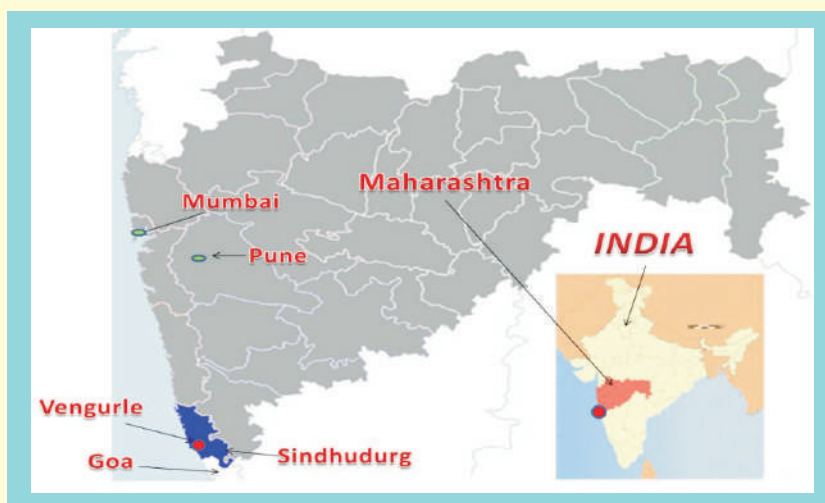 Maharashtra
Mumbai
INDIA
Pune
Vengurle
Sindhudurg
Goa